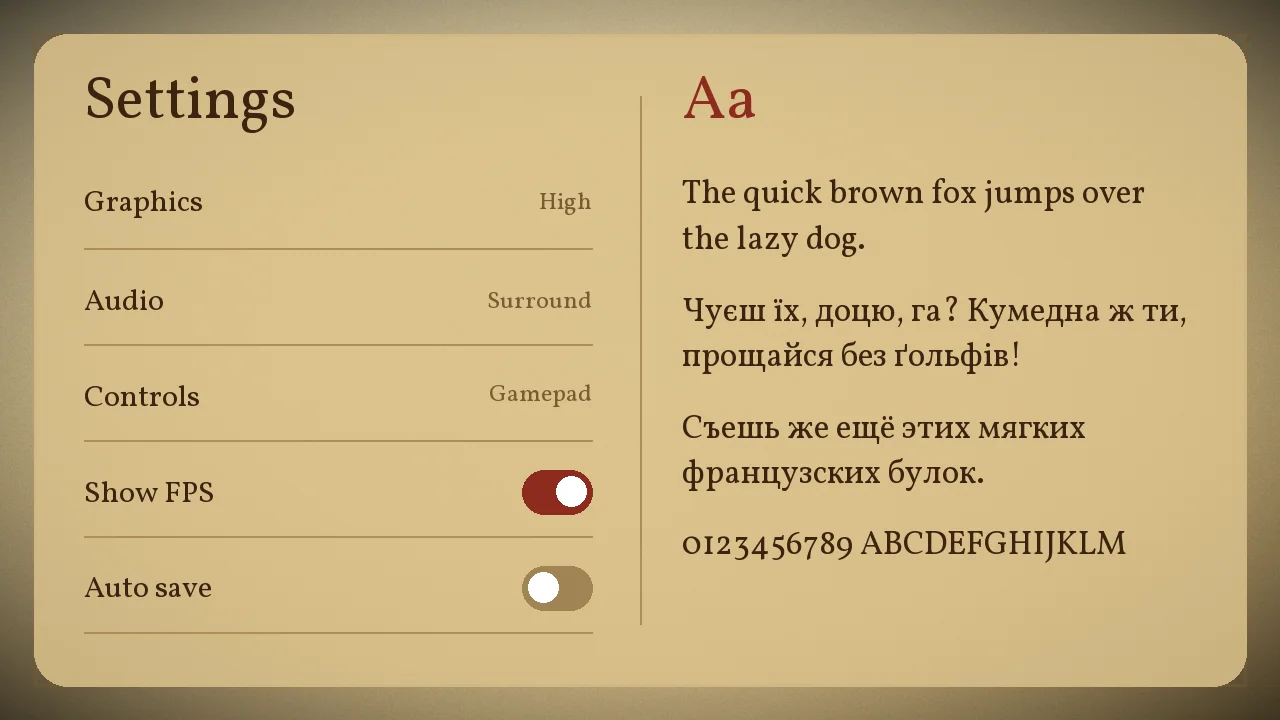 Settings
Graphics High
Audio Surround
Controls Gamepad
Show FPS
Auto save
Aa
The quick brown fox jumps over
the lazy dog.
Чуєш їх, доцю, га? Кумедна ж ти,
прощайся без ґольфів!
Съешь же ещё этих мягких
французских булок.
0123456789 ABCDEFGHIJKLM